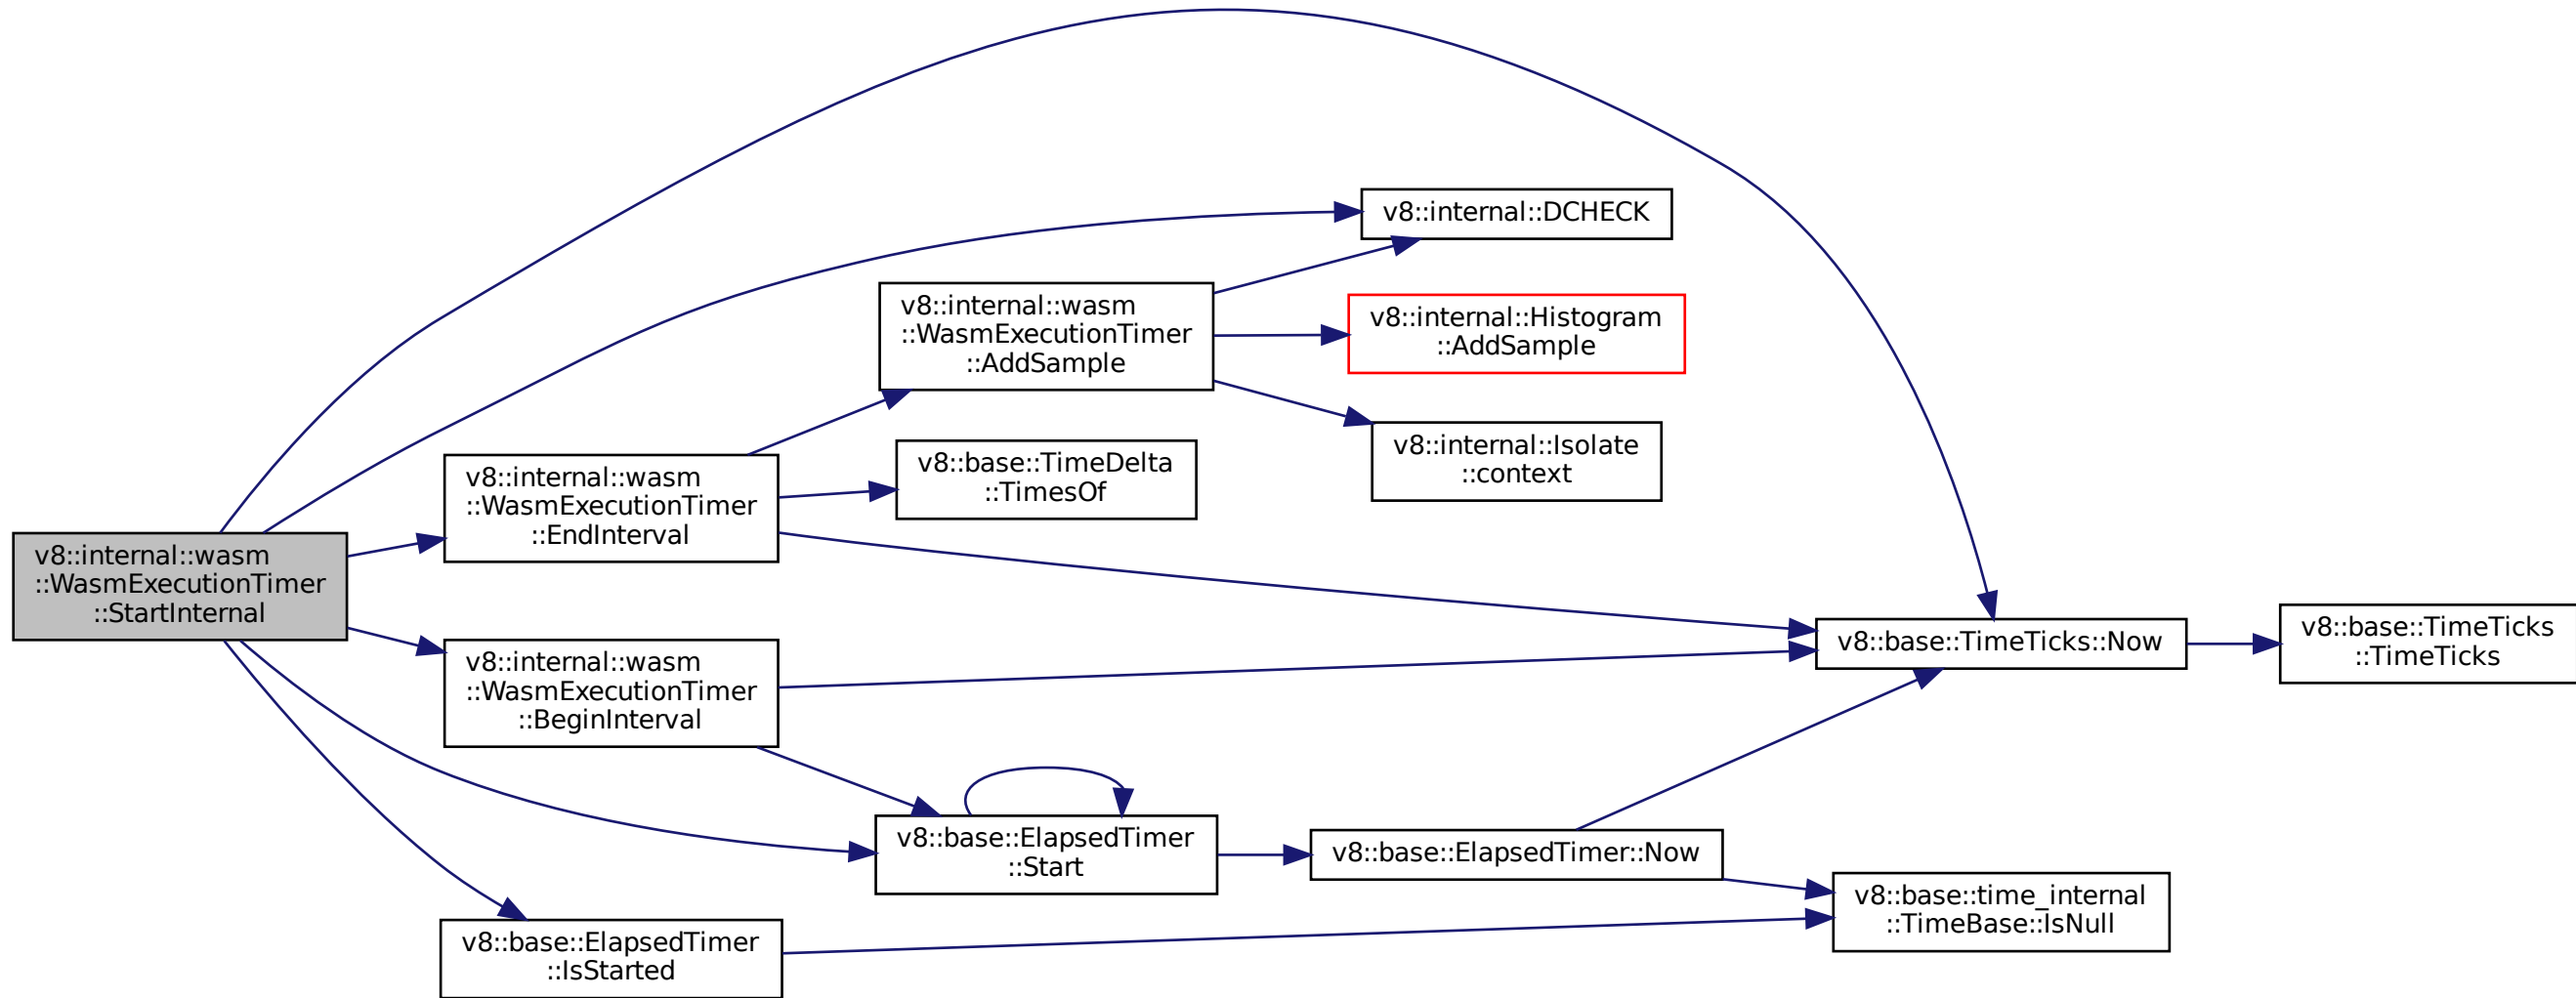 v8::internal::wasm
::WasmExecutionTimer
::StartInternal
v8::internal::wasm
::WasmExecutionTimer
::EndInterval
v8::internal::wasm
::WasmExecutionTimer
::BeginInterval
v8::base::ElapsedTimer
::IsStarted
v8::internal::wasm
::WasmExecutionTimer
::AddSample
v8::base::TimeDelta
::TimesOf
v8::base::ElapsedTimer
::Start
v8::internal::DCHECK
v8::internal::Histogram
::AddSample
v8::internal::Isolate
::context
v8::base::ElapsedTimer::Now
v8::base::TimeTicks::Now
v8::base::time_internal
::TimeBase::IsNull
v8::base::TimeTicks
::TimeTicks